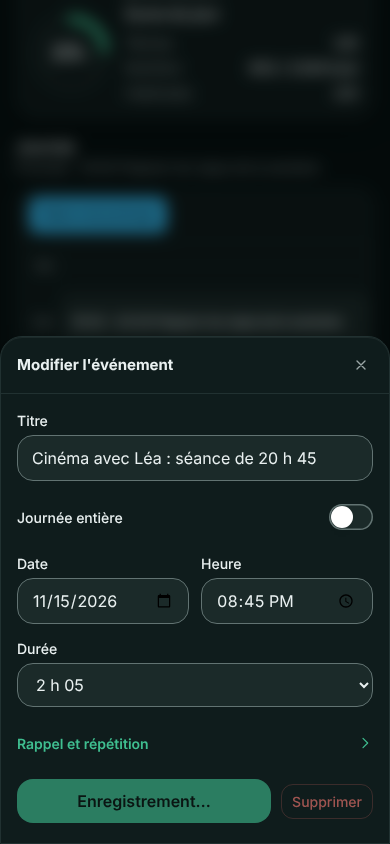 Modifier l'événement
Titre
Cinéma avec Léa : séance de 20 h 45
Journée entière
Date
Heure
11/15/2026
08:45 PM
Durée
2 h 05
Rappel et répétition
Enregistrement...
Supprimer